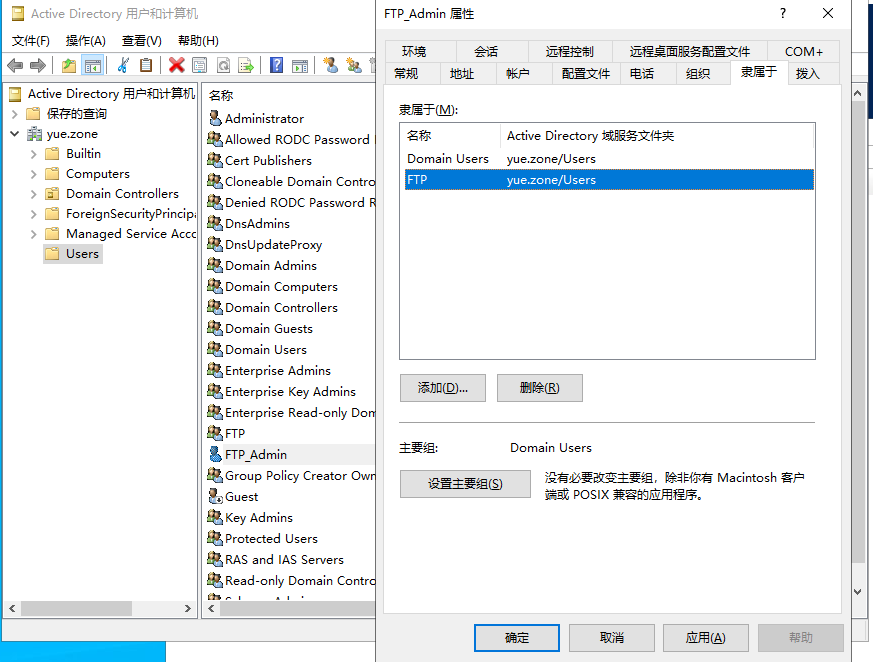 Active Directory 用户和计算机
文件(F) 操作(A) 查看(V) 帮助(H)
Active Directory 用户和计算机
保存的查询
yue.zone
Builtin
Computers
Domain Controllers
ForeignSecurityPrincipa
Managed Service Acco
Users
名称
Administrator
Allowed RODC Password
Cert Publishers
Cloneable Domain Contro
Denied RODC Password R
DnsAdmins
DnsUpdateProxy
Domain Admins
Domain Computers
Domain Controllers
Domain Guests
Domain Users
Enterprise Admins
Enterprise Key Admins
Enterprise Read-only Dom
FTP
FTP_Admin
Group Policy Creator Own
Guest
Key Admins
Protected Users
RAS and IAS Servers
Read-only Domain Contro
FTP_Admin 属性
环境 会话 远程控制 远程桌面服务配置文件 COM+
常规 地址 帐户 配置文件 电话 组织 隶属于 拨入
隶属于(M):
名称 Active Directory 域服务文件夹
Domain Users yue.zone/Users
FTP yue.zone/Users
添加(D)... 删除(R)
主要组: Domain Users
设置主要组(S)
没有必要改变主要组，除非你有 Macintosh 客户
端或 POSIX 兼容的应用程序。
确定 取消 应用(A) 帮助